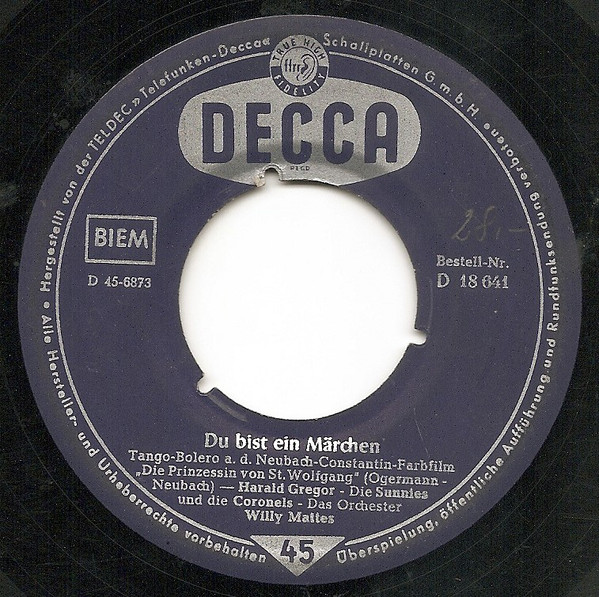 Alle Hersteller- und Urheberrechte vorbehalten • Hergestellt von der TELDEC »Telefunken-Decca« Schallplatten G m b H
Überspielung, öffentliche Aufführung und Rundfunksendung verboten
TRUE HIGH
ffrr
FIDELITY
DECCA
BIEM
D 45-6873
28,-
Bestell-Nr.
D 18 641
Du bist ein Märchen
Tango-Bolero a. d. Neubach-Constantin-Farbfilm
„Die Prinzessin von St. Wolfgang" (Ogermann -
Neubach) — Harald Gregor - Die Sunnies
und die Coronels - Das Orchester
Willy Mattes
45